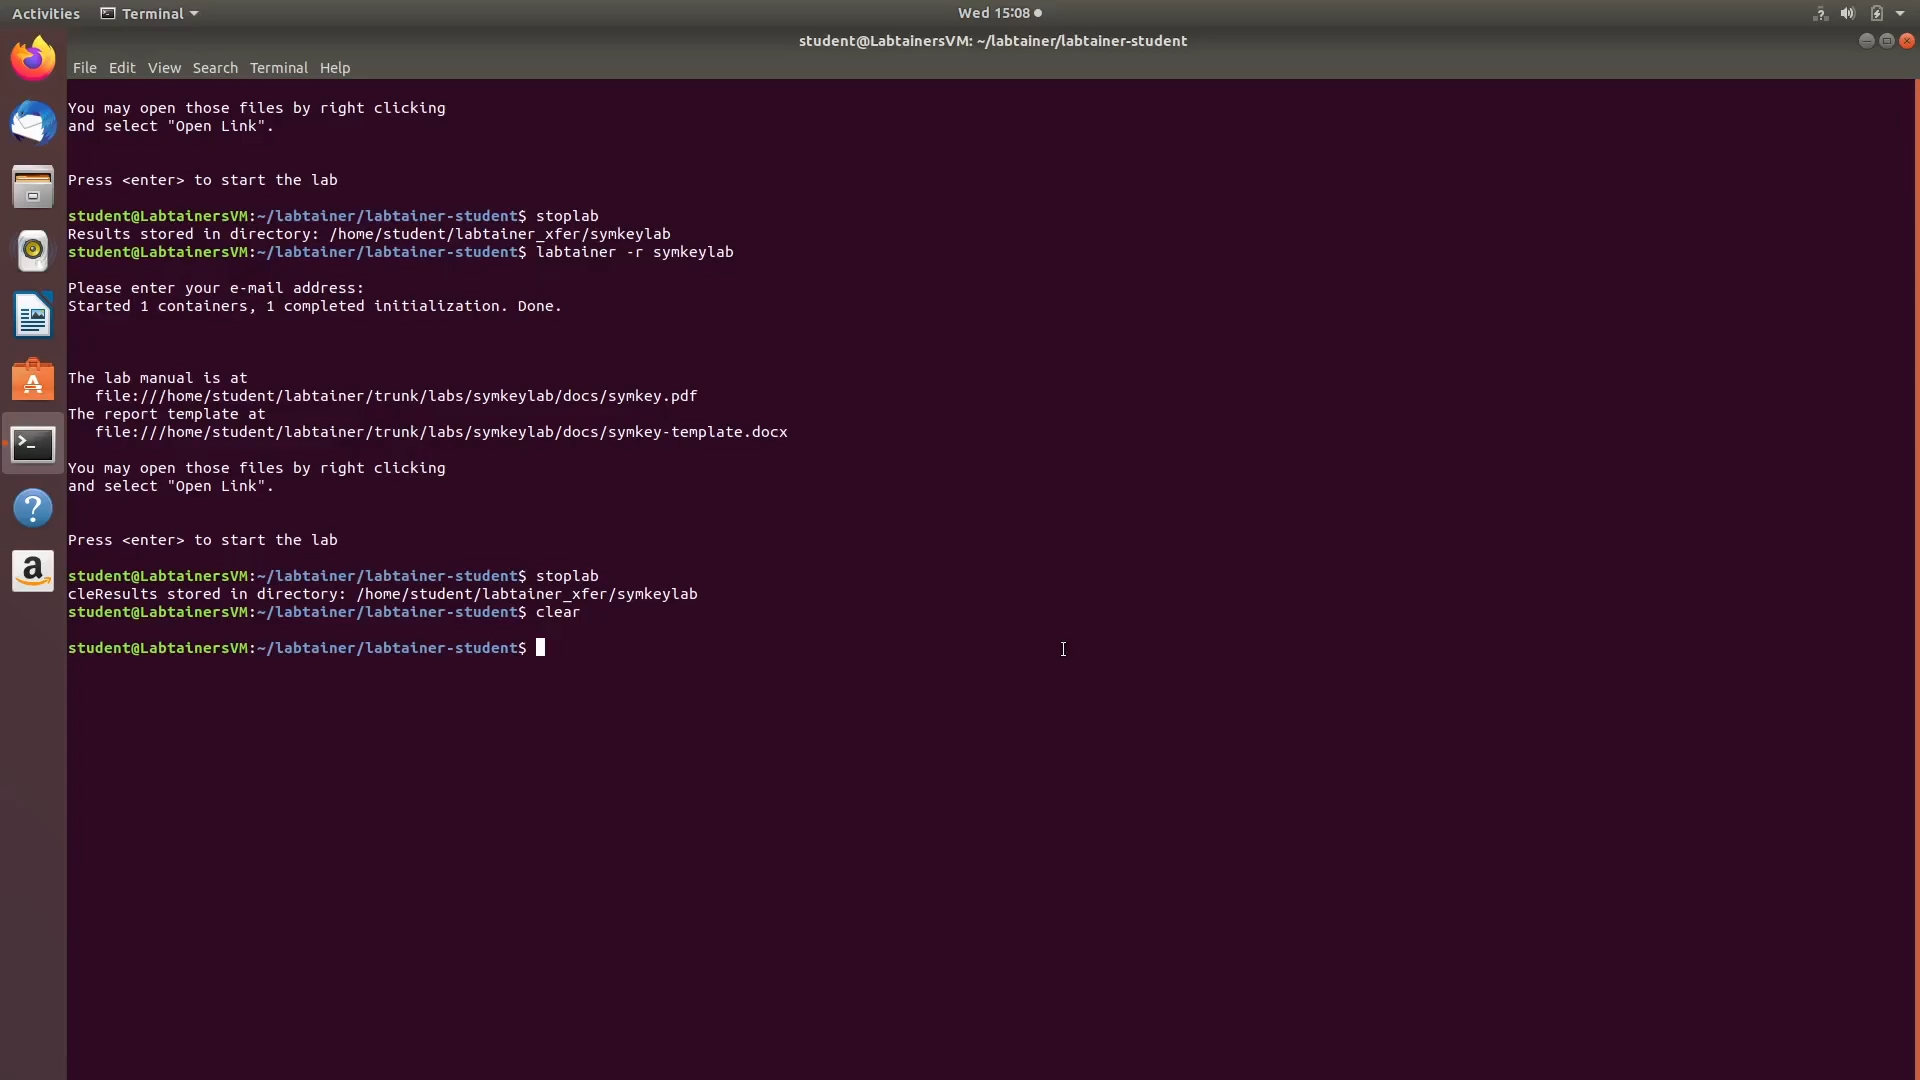 Activities Terminal Wed 15:08
student@LabtainersVM: ~/labtainer/labtainer-student
File Edit View Search Terminal Help
You may open those files by right clicking
and select "Open Link".
Press <enter> to start the lab
student@LabtainersVM:~/labtainer/labtainer-student$ stoplab
Results stored in directory: /home/student/labtainer_xfer/symkeylab
student@LabtainersVM:~/labtainer/labtainer-student$ labtainer -r symkeylab
Please enter your e-mail address:
Started 1 containers, 1 completed initialization. Done.
The lab manual is at
file:///home/student/labtainer/trunk/labs/symkeylab/docs/symkey.pdf
The report template at
file:///home/student/labtainer/trunk/labs/symkeylab/docs/symkey-template.docx
You may open those files by right clicking
and select "Open Link".
Press <enter> to start the lab
student@LabtainersVM:~/labtainer/labtainer-student$ stoplab
cleResults stored in directory: /home/student/labtainer_xfer/symkeylab
student@LabtainersVM:~/labtainer/labtainer-student$ clear
student@LabtainersVM:~/labtainer/labtainer-student$